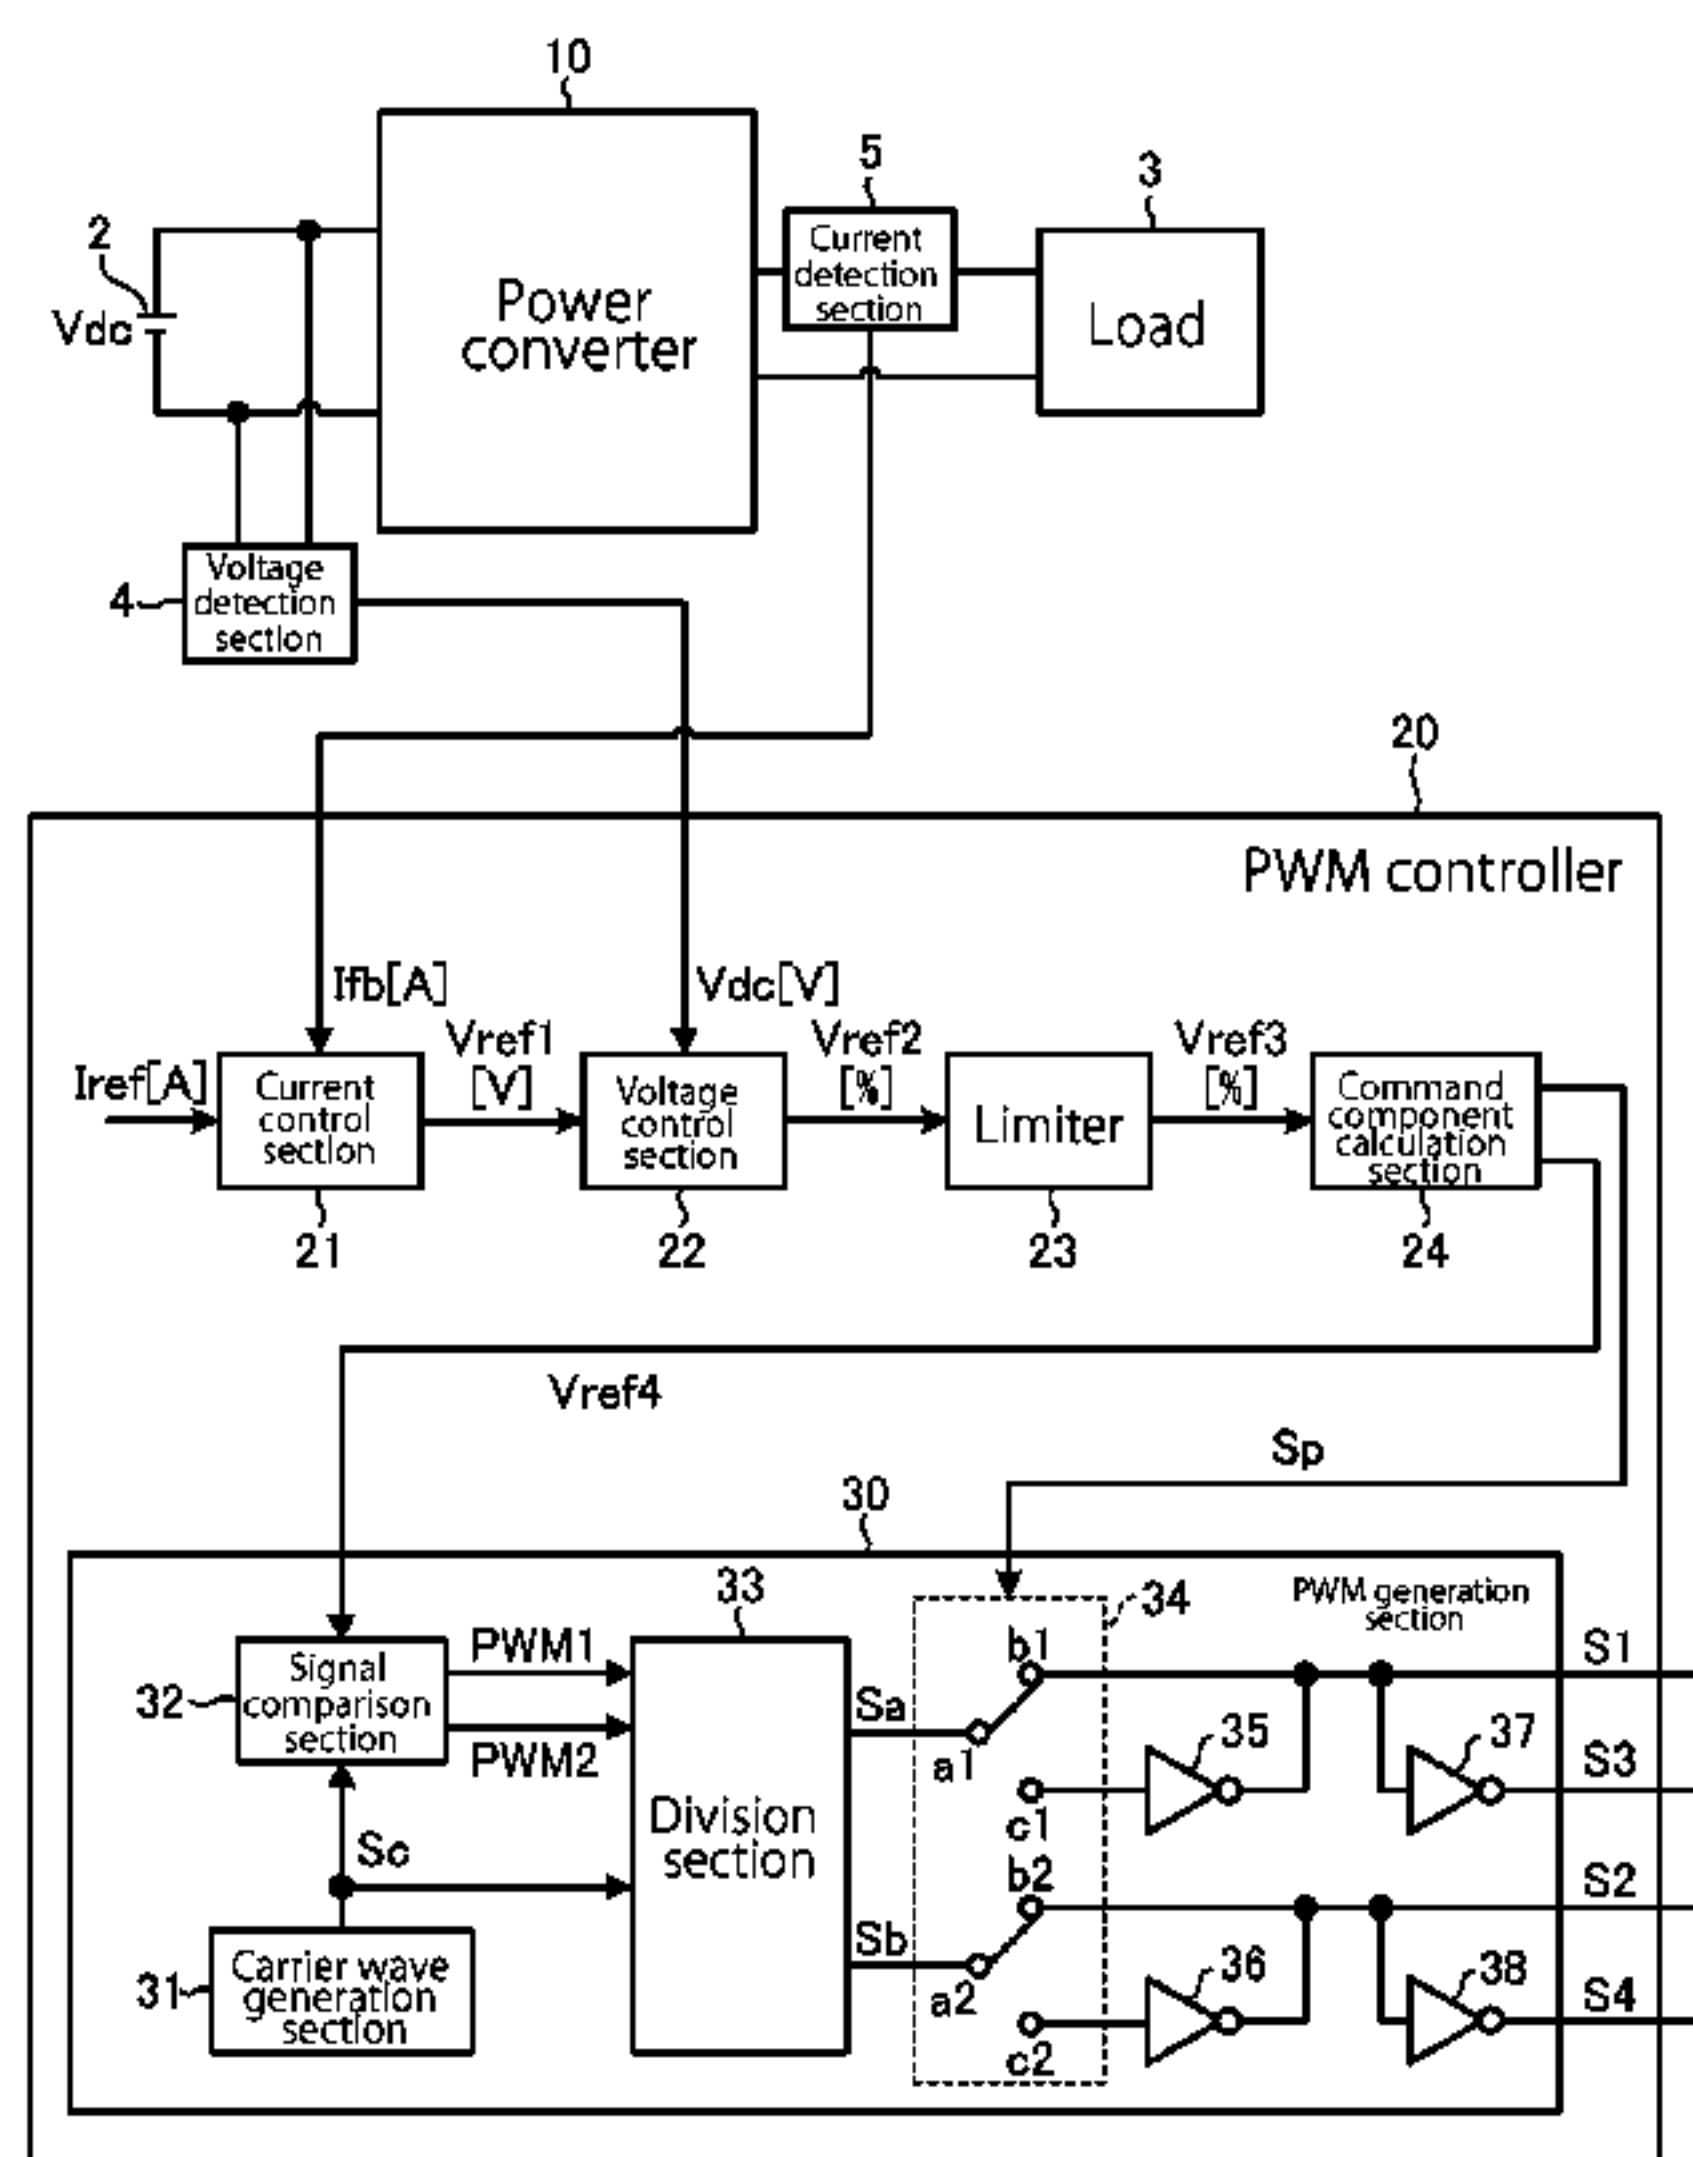 10
5
3
2
Vdc
Power
converter
Current
detection
section
Load
4
Voltage
detection
section
20
PWM controller
Ifb[A]
Vdc[V]
Iref[A]
Vref1
[V]
Vref2
[%]
Vref3
[%]
Current
control
section
Voltage
control
section
Limiter
Command
component
calculation
section
21
22
23
24
Vref4
Sp
30
33
34
PWM generation
section
32
Signal
comparison
section
PWM1
PWM2
Division
section
Sa
Sb
a1
b1
c1
a2
b2
c2
35
37
36
38
S1
S3
S2
S4
Sc
31
Carrier wave
generation
section